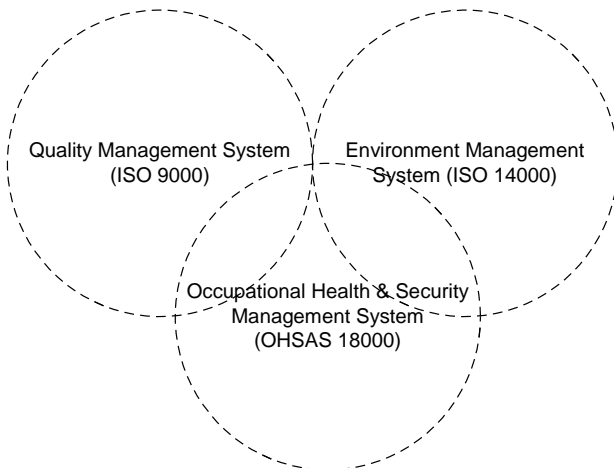 Quality Management System
(ISO 9000)
Environment Management
System (ISO 14000)
Occupational Health & Security
Management System
(OHSAS 18000)